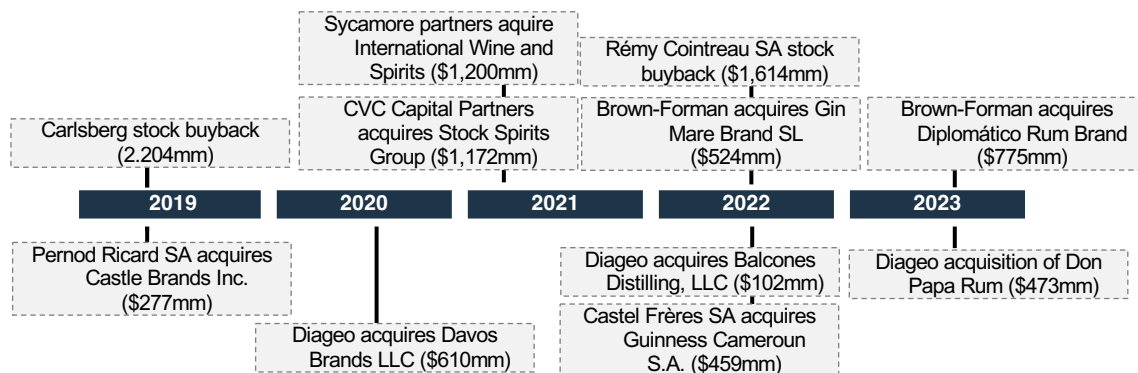 Sycamore partners aquire
International Wine and
Spirits ($1,200mm)
Rémy Cointreau SA stock
buyback ($1,614mm)
Carlsberg stock buyback
(2.204mm)
CVC Capital Partners
acquires Stock Spirits
Group ($1,172mm)
Brown-Forman acquires Gin
Mare Brand SL
($524mm)
Brown-Forman acquires
Diplomático Rum Brand
($775mm)
2019
2020
2021
2022
2023
Pernod Ricard SA acquires
Castle Brands Inc.
($277mm)
Diageo acquires Davos
Brands LLC ($610mm)
Diageo acquires Balcones
Distilling, LLC ($102mm)
Castel Frères SA acquires
Guinness Cameroun
S.A. ($459mm)
Diageo acquisition of Don
Papa Rum ($473mm)